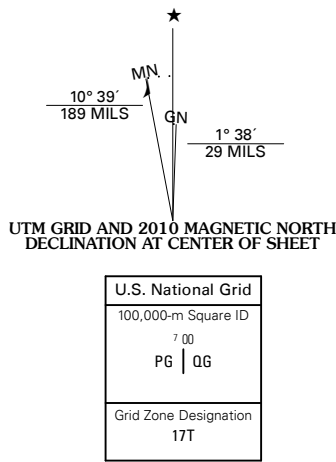 ★
MN
10° 39´
189 MILS
GN
1° 38´
29 MILS
UTM GRID AND 2010 MAGNETIC NORTH
DECLINATION AT CENTER OF SHEET
U.S. National Grid
100,000-m Square ID
7 00
PG | QG
Grid Zone Designation
17T